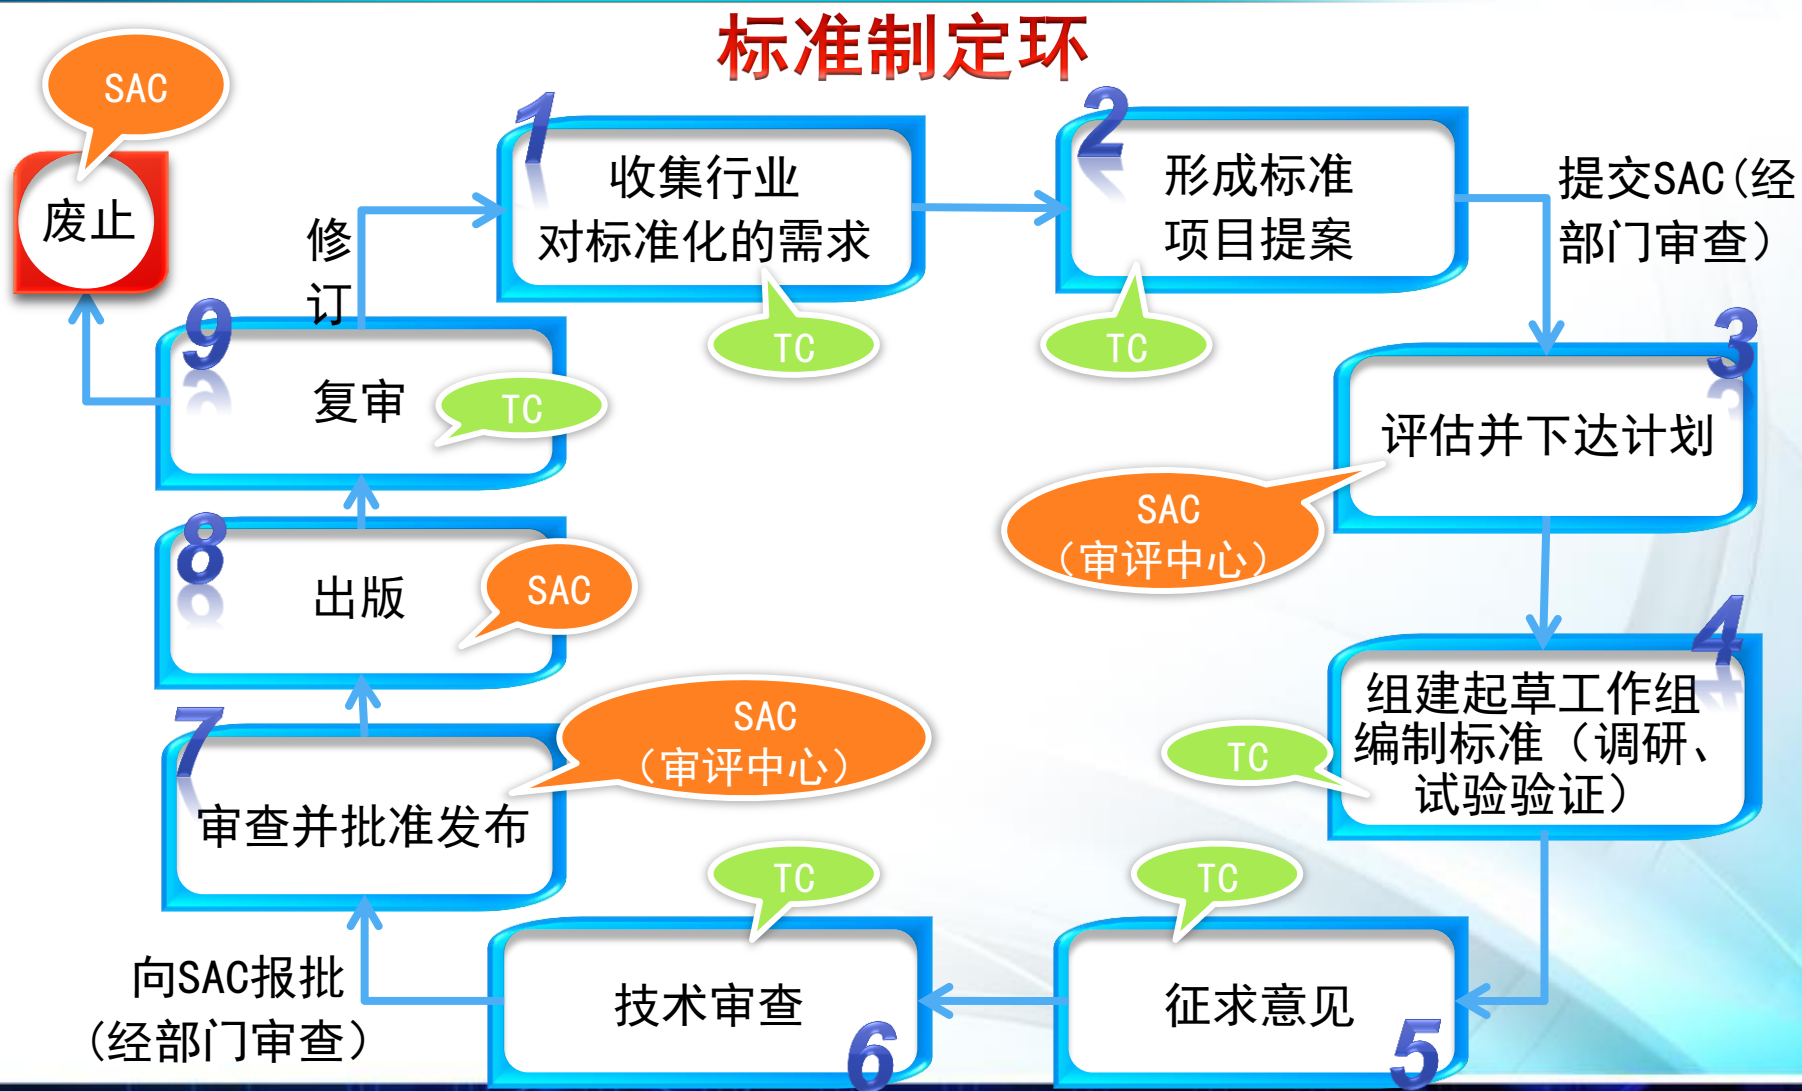 标准制定环
SAC
废止
修
订
1
收集行业
对标准化的需求
TC
2
形成标准
项目提案
TC
提交SAC(经
部门审查)
3
评估并下达计划
SAC
(审评中心)
4
组建起草工作组
编制标准（调研、
试验验证）
TC
5
征求意见
TC
6
技术审查
TC
向SAC报批
(经部门审查)
7
审查并批准发布
SAC
(审评中心)
8
出版
SAC
9
复审
TC